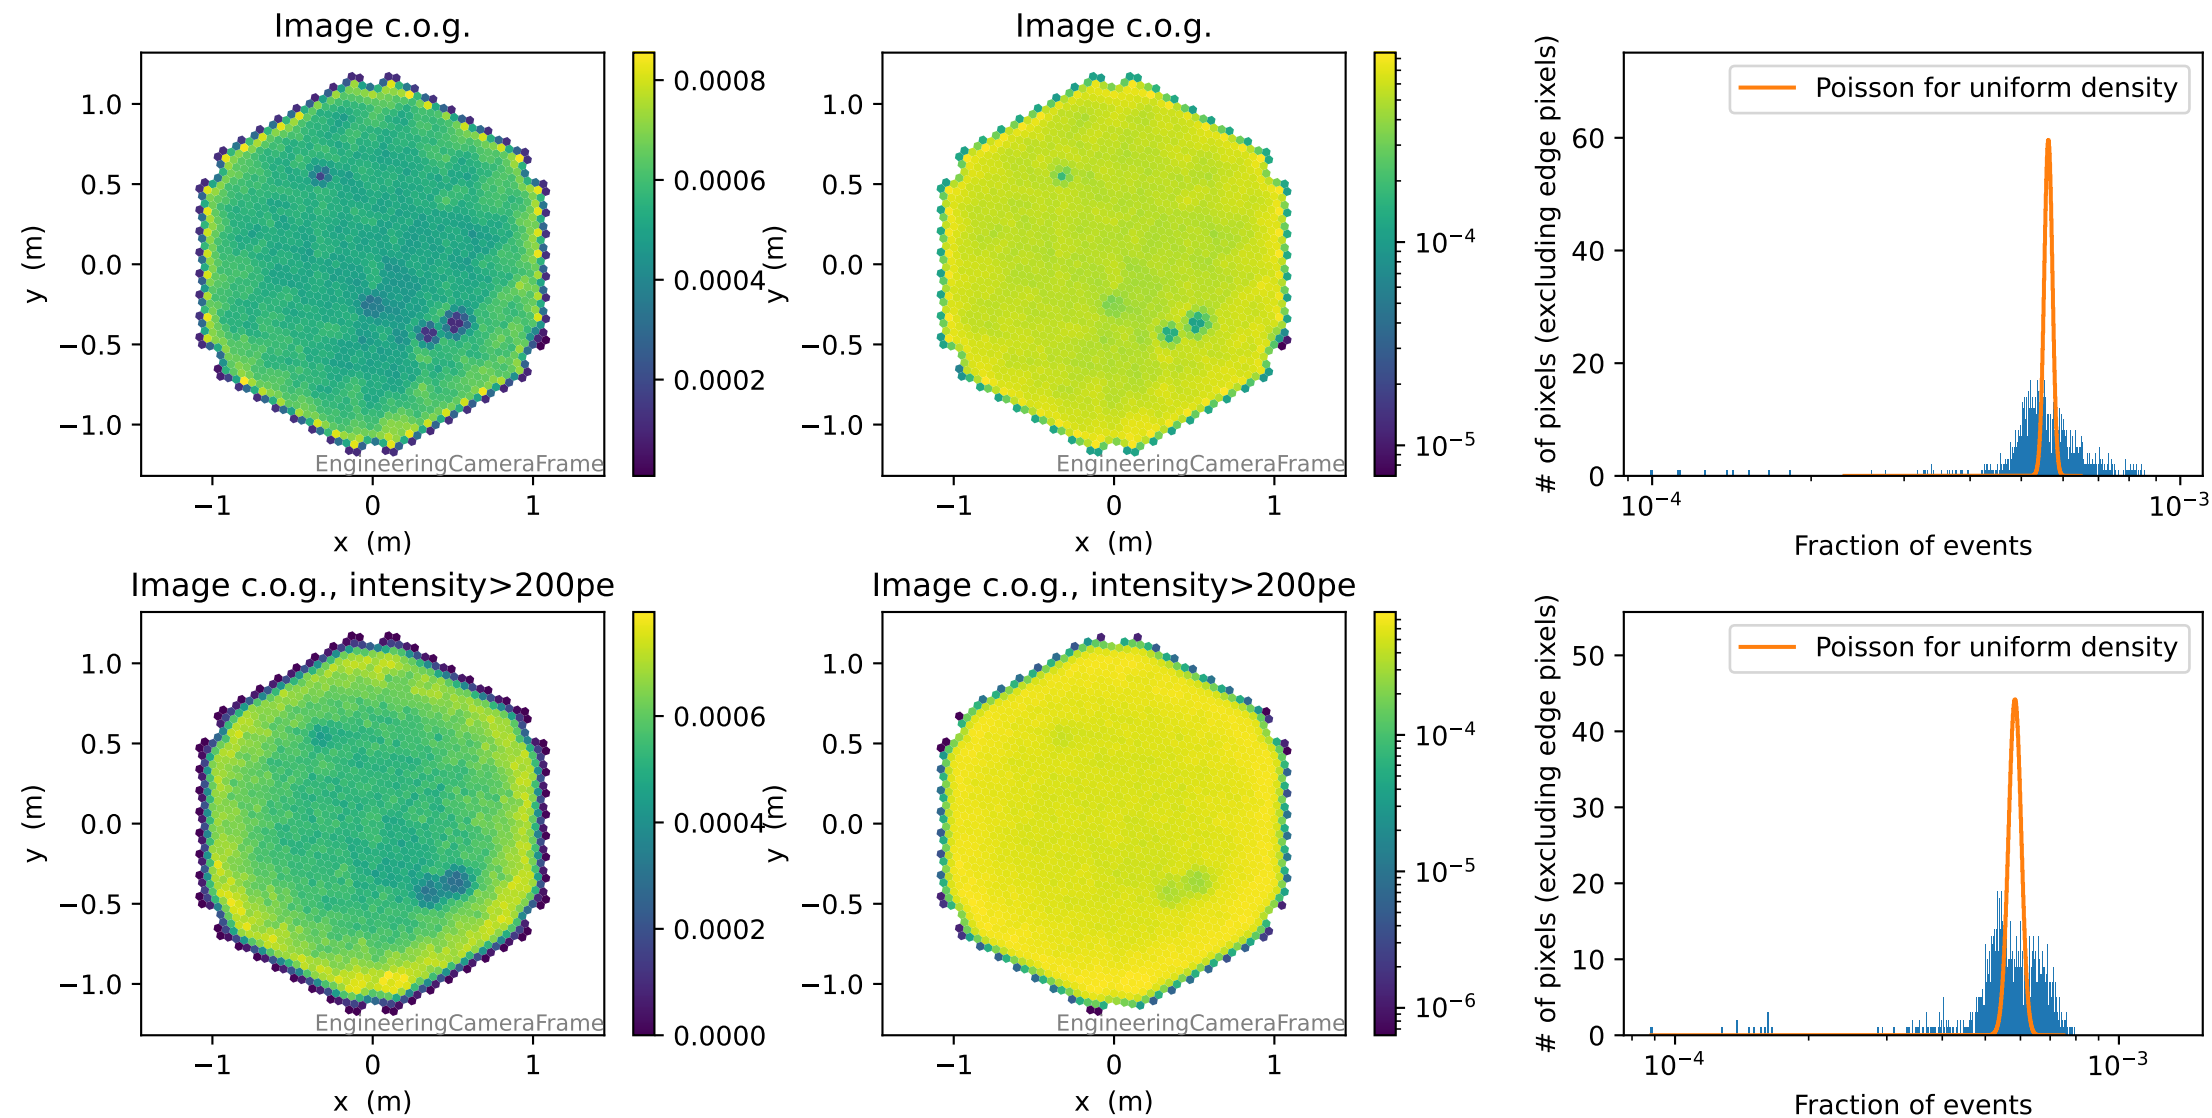 Image c.o.g.
1.0
0.5
0.0
−0.5
−1.0
y (m)
−1
0
1
x (m)
EngineeringCameraFrame
0.0008
0.0006
0.0004
0.0002
Image c.o.g.
1.0
0.5
0.0
−0.5
−1.0
y (m)
−1
0
1
x (m)
EngineeringCameraFrame
10⁻⁴
10⁻⁵
# of pixels (excluding edge pixels)
60
40
20
0
Poisson for uniform density
10⁻⁴
10⁻³
Fraction of events
Image c.o.g., intensity>200pe
1.0
0.5
0.0
−0.5
−1.0
y (m)
−1
0
1
x (m)
EngineeringCameraFrame
0.0006
0.0004
0.0002
0.0000
Image c.o.g., intensity>200pe
1.0
0.5
0.0
−0.5
−1.0
y (m)
−1
0
1
x (m)
EngineeringCameraFrame
10⁻⁴
10⁻⁵
10⁻⁶
# of pixels (excluding edge pixels)
50
40
30
20
10
0
Poisson for uniform density
10⁻⁴
10⁻³
Fraction of events